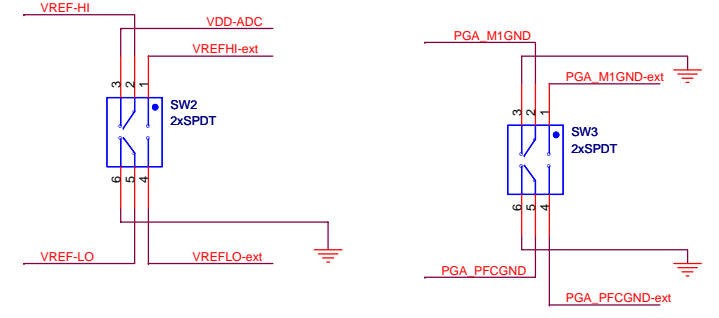 VREF-HI
VDD-ADC
VREFHI-ext
3 2 1
SW2
2xSPDT
6 5 4
VREF-LO
VREFLO-ext
PGA_M1GND
PGA_M1GND-ext
3 2 1
SW3
2xSPDT
6 5 4
PGA_PFCGND
PGA_PFCGND-ext